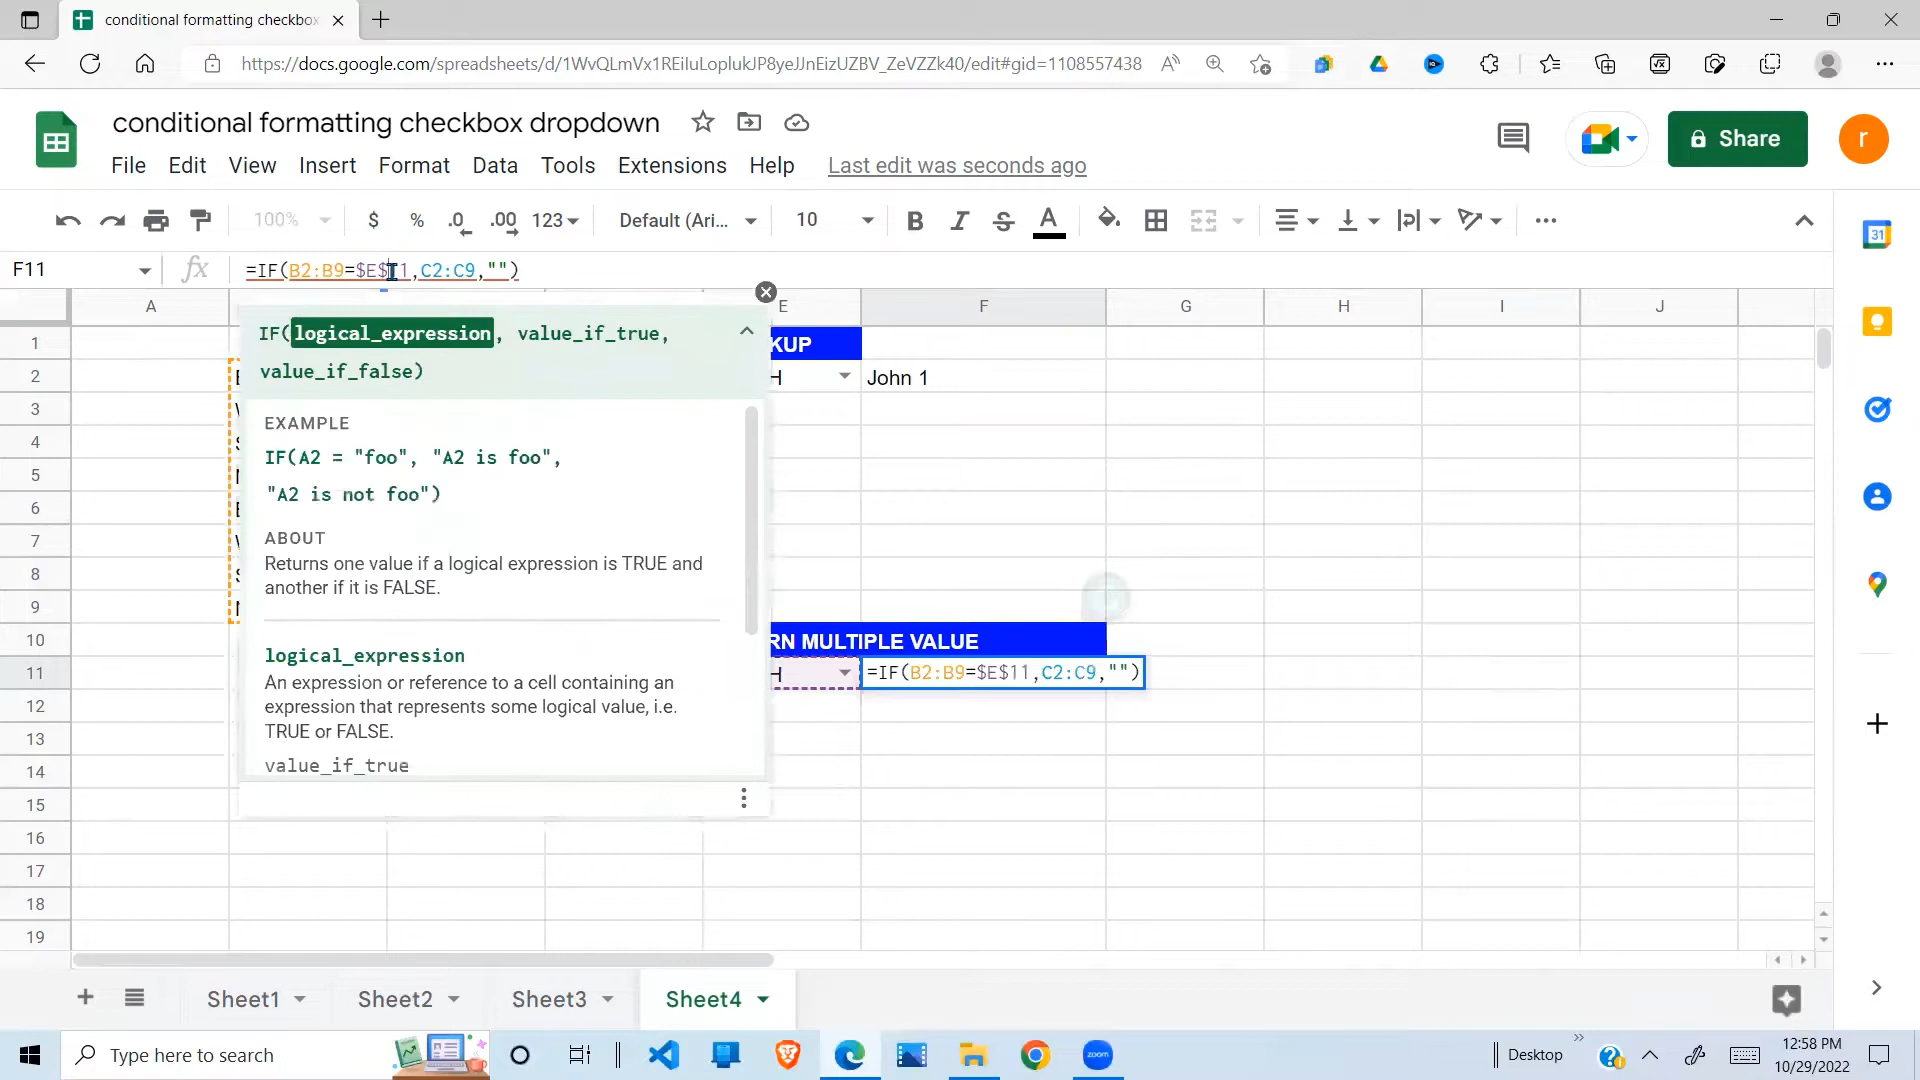 conditional formatting checkbox
https://docs.google.com/spreadsheets/d/1WvQLmVx1REiluLoplukJP8yeJJnEizUZBV_ZeVZZk40/edit#gid=1108557438
conditional formatting checkbox dropdown
Share
r
File Edit View Insert Format Data Tools Extensions Help Last edit was seconds ago
100% $ % .0 .00 123 Default (Ari... 10 B I S A
31
F11 fx =IF(B2:B9=$E$11,C2:C9,"")
A E F G H I J
IF(logical_expression, value_if_true,
value_if_false)
1 KUP
2 H John 1
3
4
5
6
7
8
9
EXAMPLE
IF(A2 = "foo", "A2 is foo",
"A2 is not foo")
ABOUT
Returns one value if a logical expression is TRUE and
another if it is FALSE.
logical_expression
An expression or reference to a cell containing an
expression that represents some logical value, i.e.
TRUE or FALSE.
value_if_true
10 RN MULTIPLE VALUE
11 H =IF(B2:B9=$E$11,C2:C9,"")
12
13
14
15
16
17
18
19
Sheet1 Sheet2 Sheet3 Sheet4
Type here to search
zoom
Desktop
12:58 PM
10/29/2022